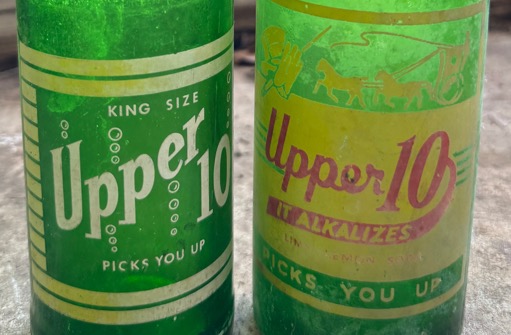 KING SIZE
Upper
10
PICKS YOU UP
Upper 10
IT ALKALIZES
PICKS YOU UP